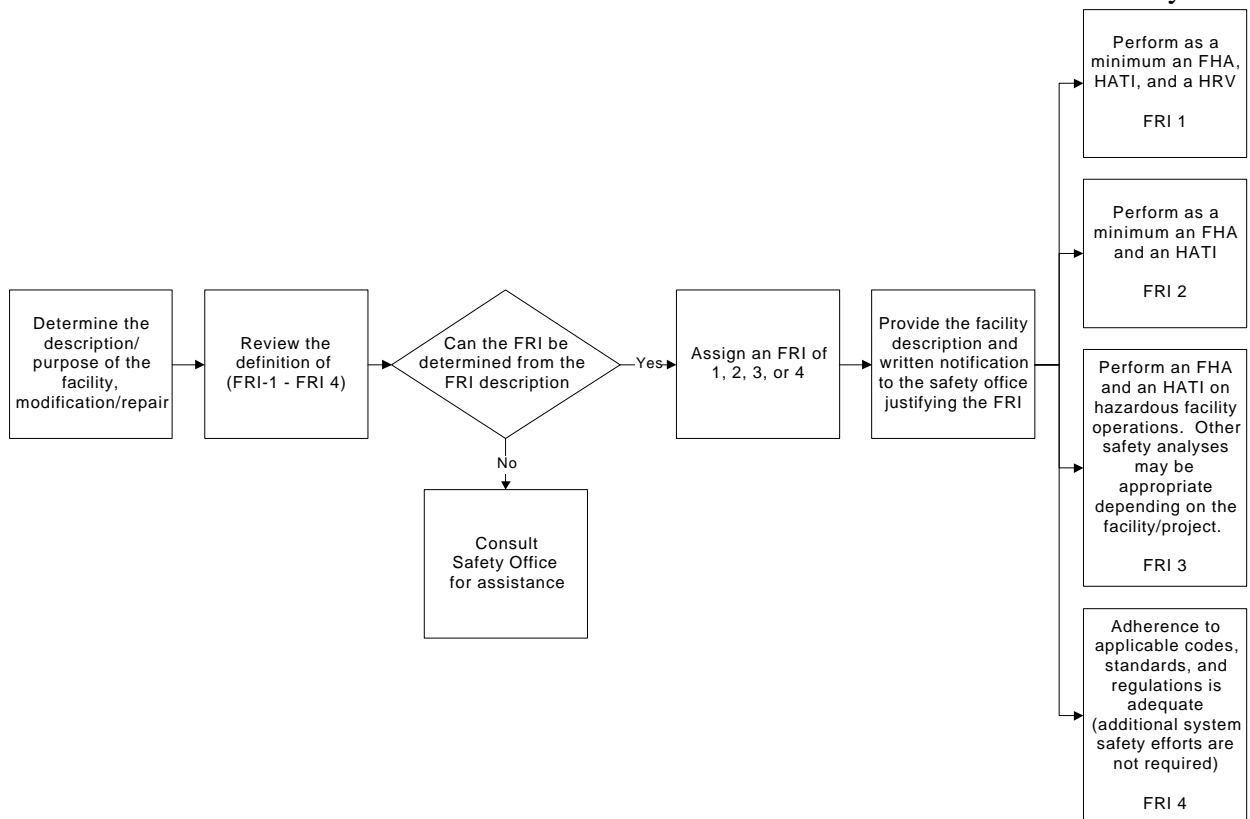 Determine the
description/
purpose of the
facility,
modification/repair
Review the
definition of
(FRI-1 - FRI 4)
Can the FRI be
determined from the
FRI description
Yes
No
Consult
Safety Office
for assistance
Assign an FRI of
1, 2, 3, or 4
Provide the facility
description and
written notification
to the safety office
justifying the FRI
Perform as a
minimum an FHA,
HATI, and a HRV
FRI 1
Perform as a
minimum an FHA
and an HATI
FRI 2
Perform an FHA
and an HATI on
hazardous facility
operations. Other
safety analyses
may be
appropriate
depending on the
facility/project.
FRI 3
Adherence to
applicable codes,
standards, and
regulations is
adequate
(additional system
safety efforts are
not required)
FRI 4